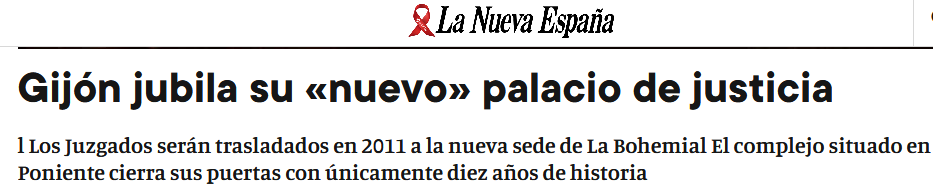 La Nueva España
Gijón jubila su «nuevo» palacio de justicia
l Los Juzgados serán trasladados en 2011 a la nueva sede de La Bohemial El complejo situado en
Poniente cierra sus puertas con únicamente diez años de historia